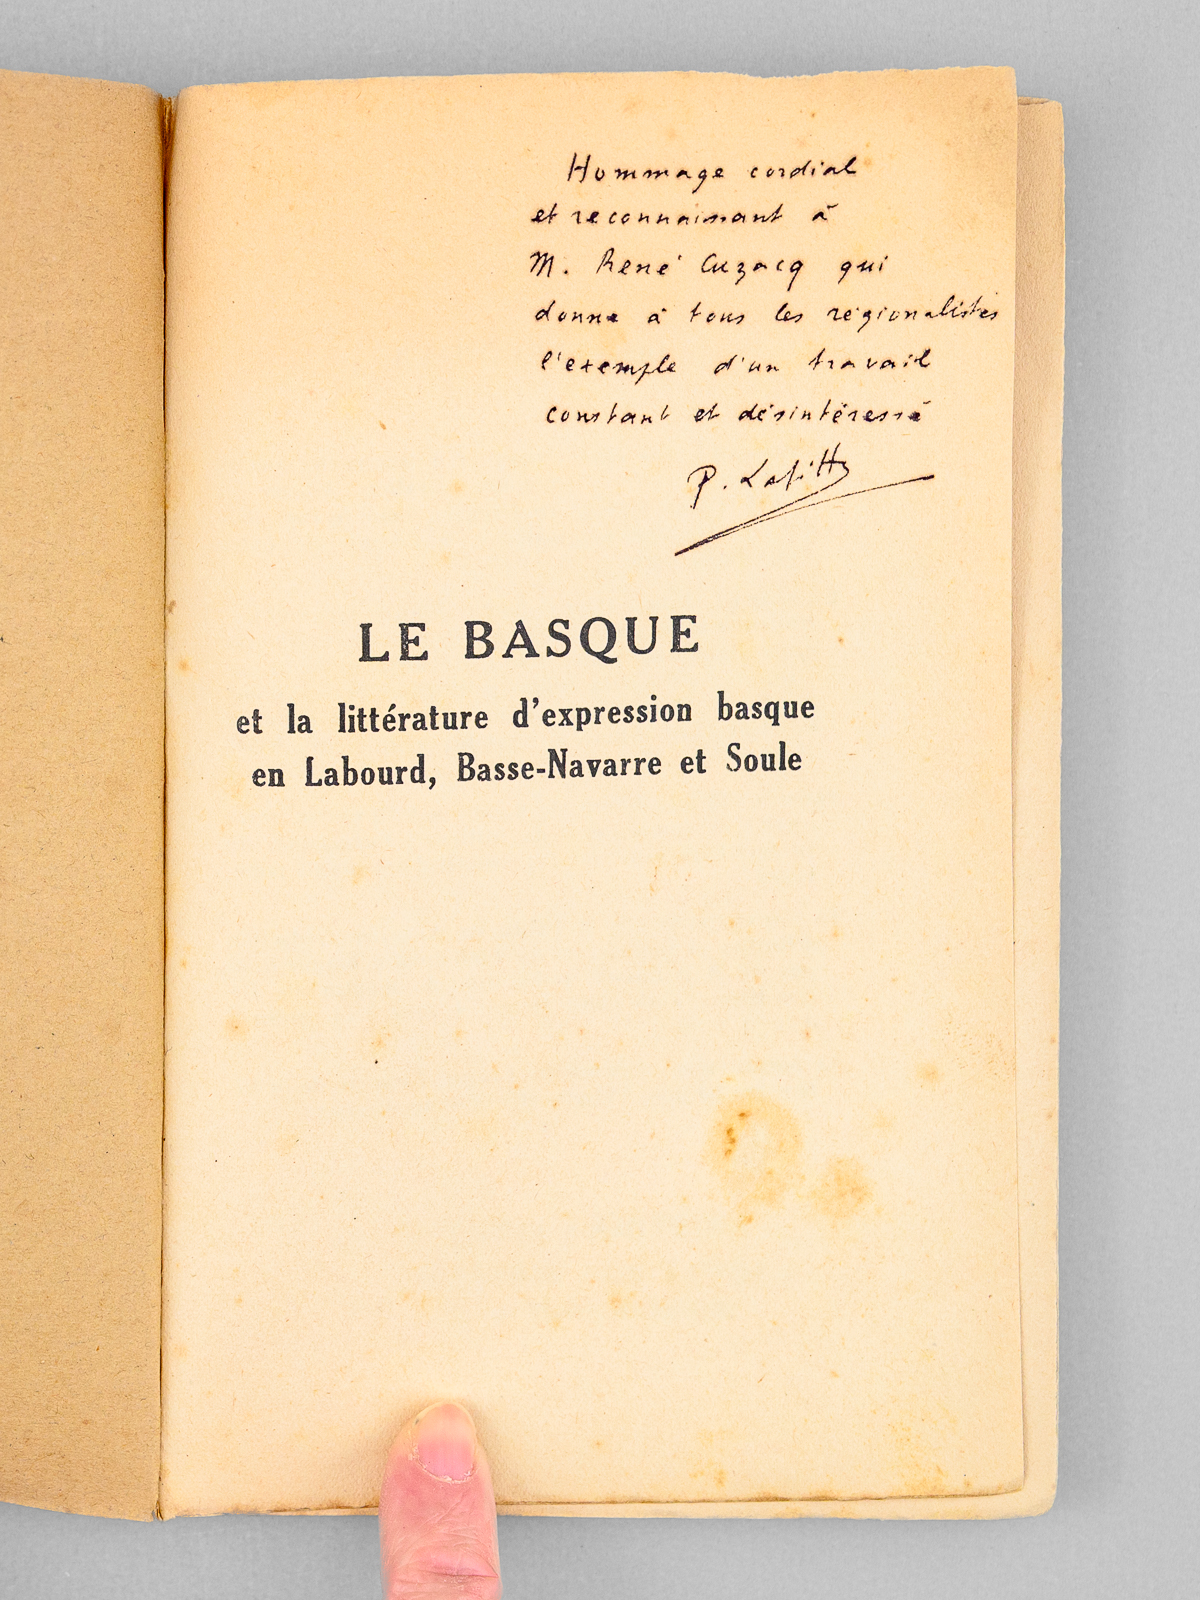 Hommage cordial
et reconnaissant à
M. René Cuzacq qui
donne à tous les régionalistes
l'exemple d'un travail
constant et désintéressé
P. Lafitte
LE BASQUE
et la littérature d'expression basque
en Labourd, Basse-Navarre et Soule